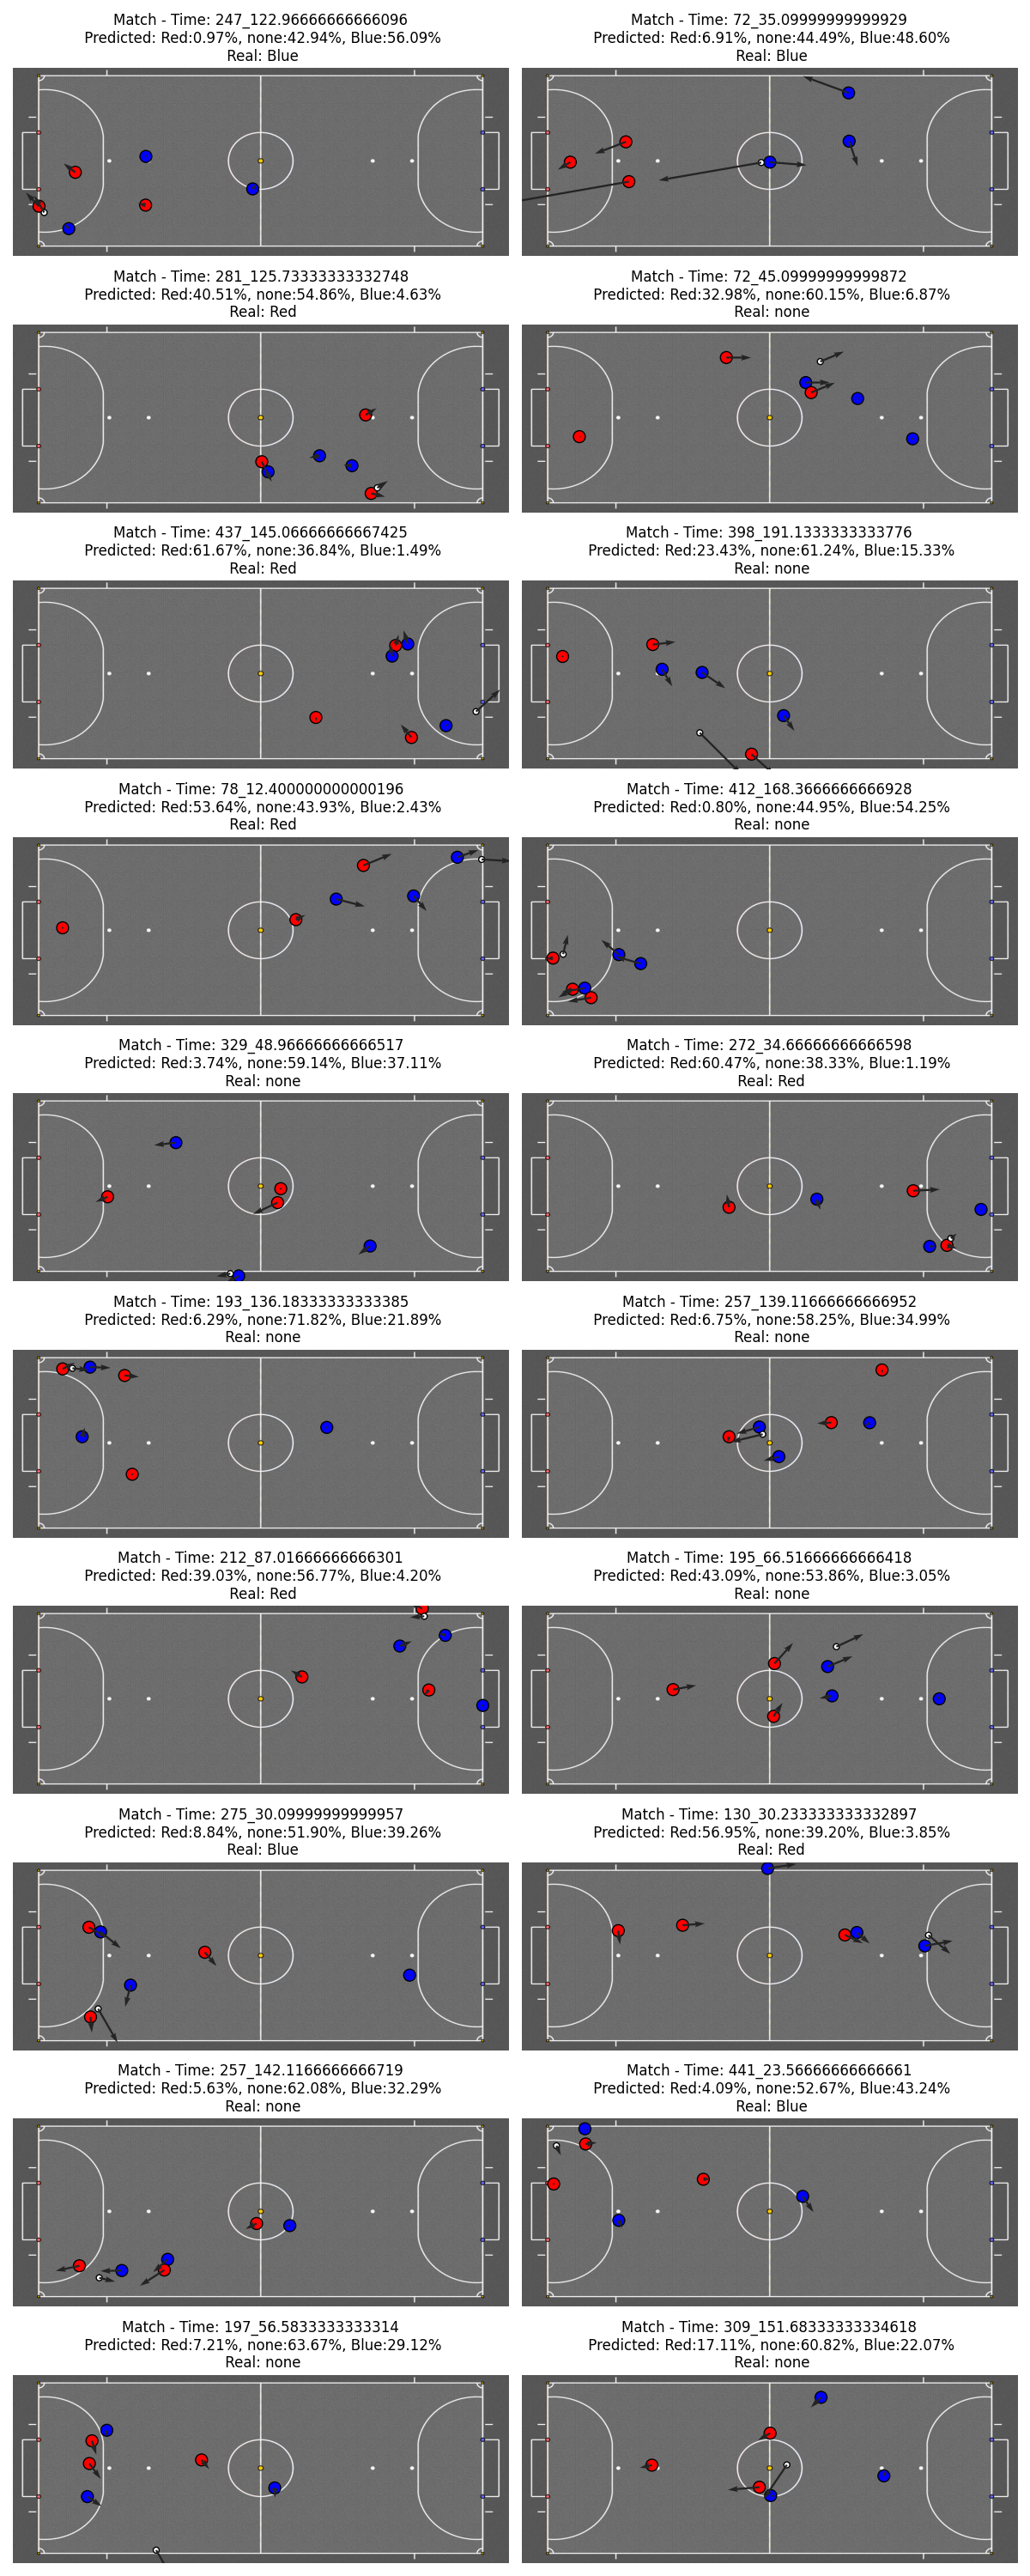 Match - Time: 247_122.96666666666096
Predicted: Red:0.97%, none:42.94%, Blue:56.09%
Real: Blue
Match - Time: 72_35.09999999999929
Predicted: Red:6.91%, none:44.49%, Blue:48.60%
Real: Blue
Match - Time: 281_125.73333333332748
Predicted: Red:40.51%, none:54.86%, Blue:4.63%
Real: Red
Match - Time: 72_45.09999999999872
Predicted: Red:32.98%, none:60.15%, Blue:6.87%
Real: none
Match - Time: 437_145.06666666667425
Predicted: Red:61.67%, none:36.84%, Blue:1.49%
Real: Red
Match - Time: 398_191.1333333333776
Predicted: Red:23.43%, none:61.24%, Blue:15.33%
Real: none
Match - Time: 78_12.400000000000196
Predicted: Red:53.64%, none:43.93%, Blue:2.43%
Real: Red
Match - Time: 412_168.3666666666928
Predicted: Red:0.80%, none:44.95%, Blue:54.25%
Real: none
Match - Time: 329_48.96666666666517
Predicted: Red:3.74%, none:59.14%, Blue:37.11%
Real: none
Match - Time: 272_34.66666666666598
Predicted: Red:60.47%, none:38.33%, Blue:1.19%
Real: Red
Match - Time: 193_136.18333333333385
Predicted: Red:6.29%, none:71.82%, Blue:21.89%
Real: none
Match - Time: 257_139.11666666666952
Predicted: Red:6.75%, none:58.25%, Blue:34.99%
Real: none
Match - Time: 212_87.01666666666301
Predicted: Red:39.03%, none:56.77%, Blue:4.20%
Real: Red
Match - Time: 195_66.51666666666418
Predicted: Red:43.09%, none:53.86%, Blue:3.05%
Real: none
Match - Time: 275_30.09999999999957
Predicted: Red:8.84%, none:51.90%, Blue:39.26%
Real: Blue
Match - Time: 130_30.233333333332897
Predicted: Red:56.95%, none:39.20%, Blue:3.85%
Real: Red
Match - Time: 257_142.1166666666719
Predicted: Red:5.63%, none:62.08%, Blue:32.29%
Real: none
Match - Time: 441_23.56666666666661
Predicted: Red:4.09%, none:52.67%, Blue:43.24%
Real: Blue
Match - Time: 197_56.5833333333314
Predicted: Red:7.21%, none:63.67%, Blue:29.12%
Real: none
Match - Time: 309_151.68333333334618
Predicted: Red:17.11%, none:60.82%, Blue:22.07%
Real: none